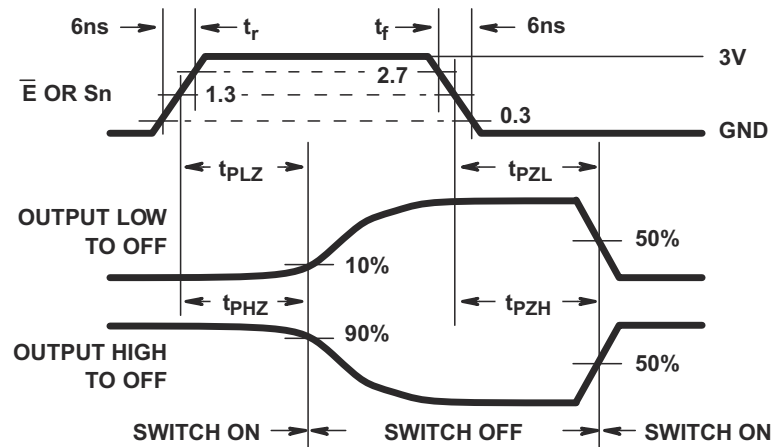 6ns tr tf 6ns
3V
2.7
E̅ OR Sn
1.3
0.3
GND
tPLZ tPZL
OUTPUT LOW
TO OFF
50%
10%
tPHZ tPZH
90%
OUTPUT HIGH
TO OFF
50%
SWITCH ON SWITCH OFF SWITCH ON